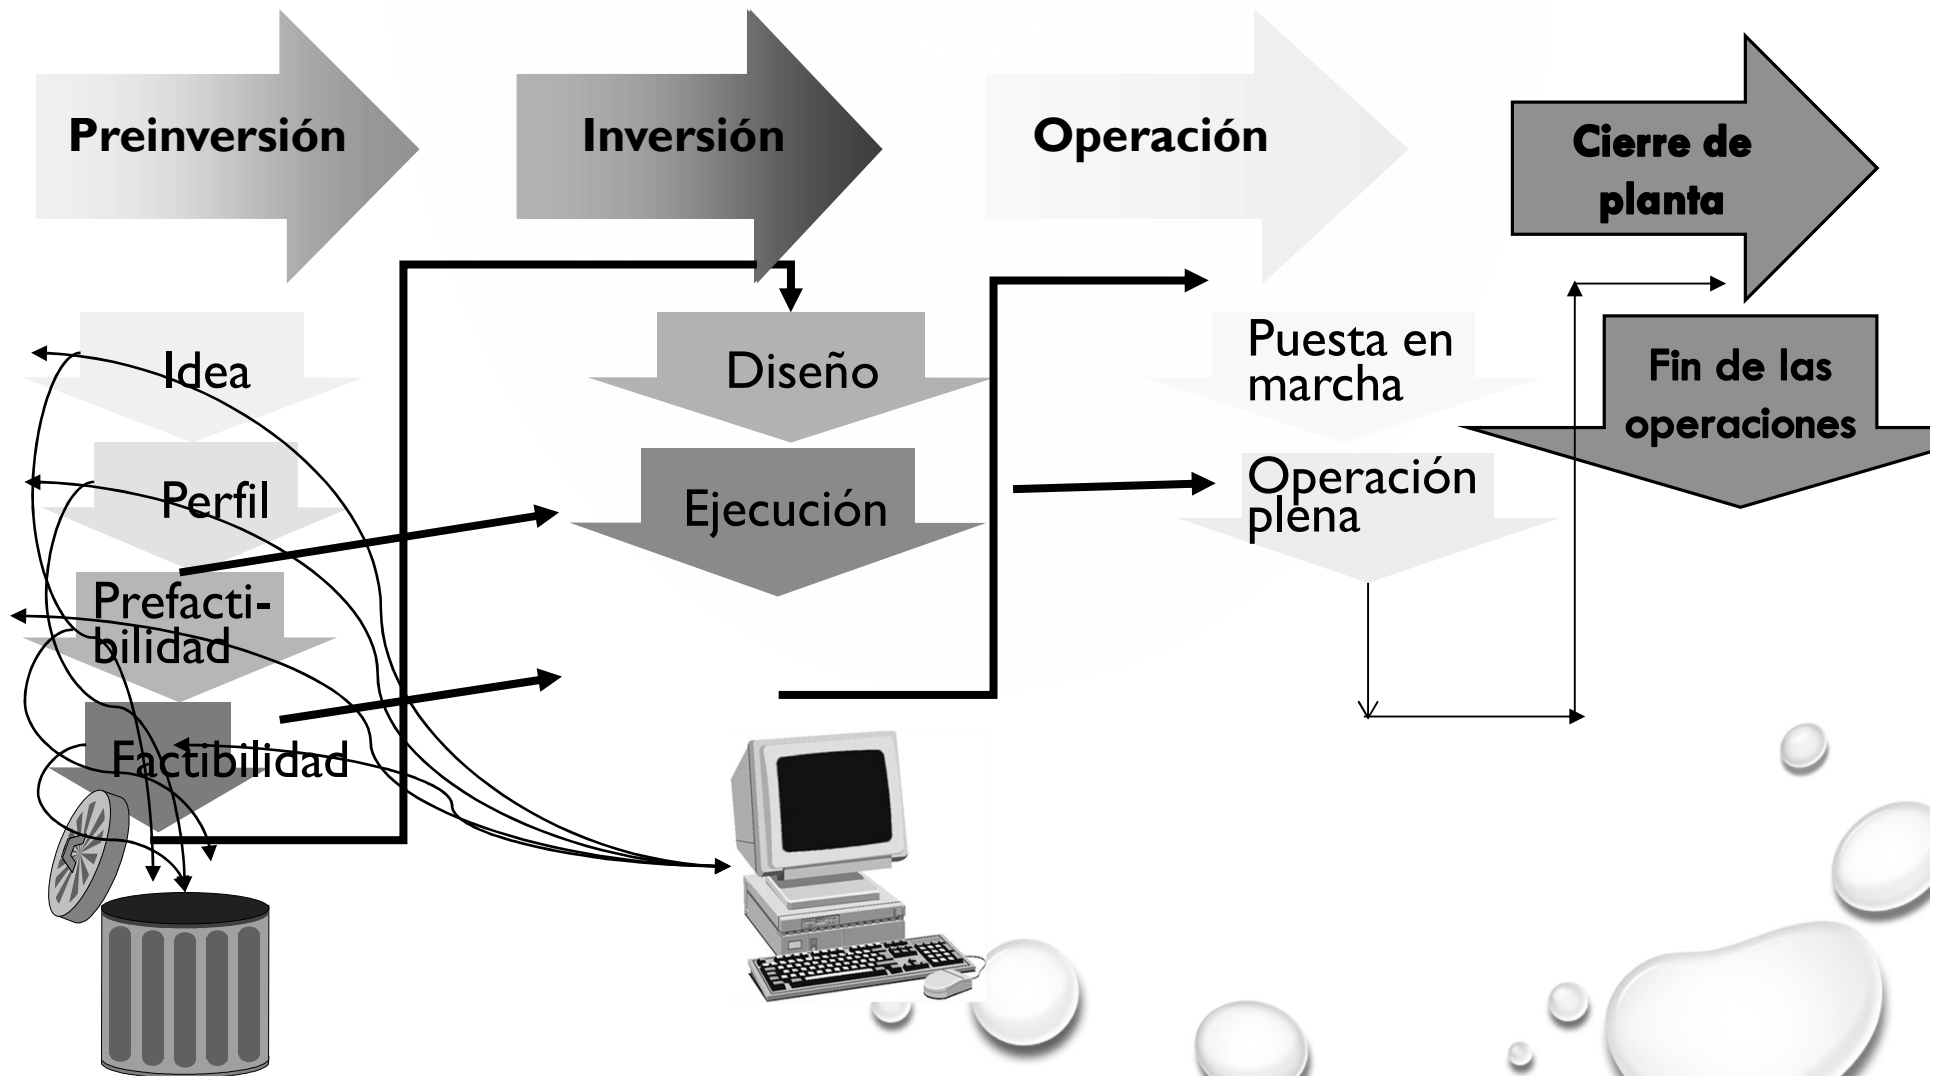 Preinversión
Inversión
Operación
Cierre de
planta
Idea
Perfil
Prefacti-
bilidad
Factibilidad
Diseño
Ejecución
Puesta en
marcha
Operación
plena
Fin de las
operaciones